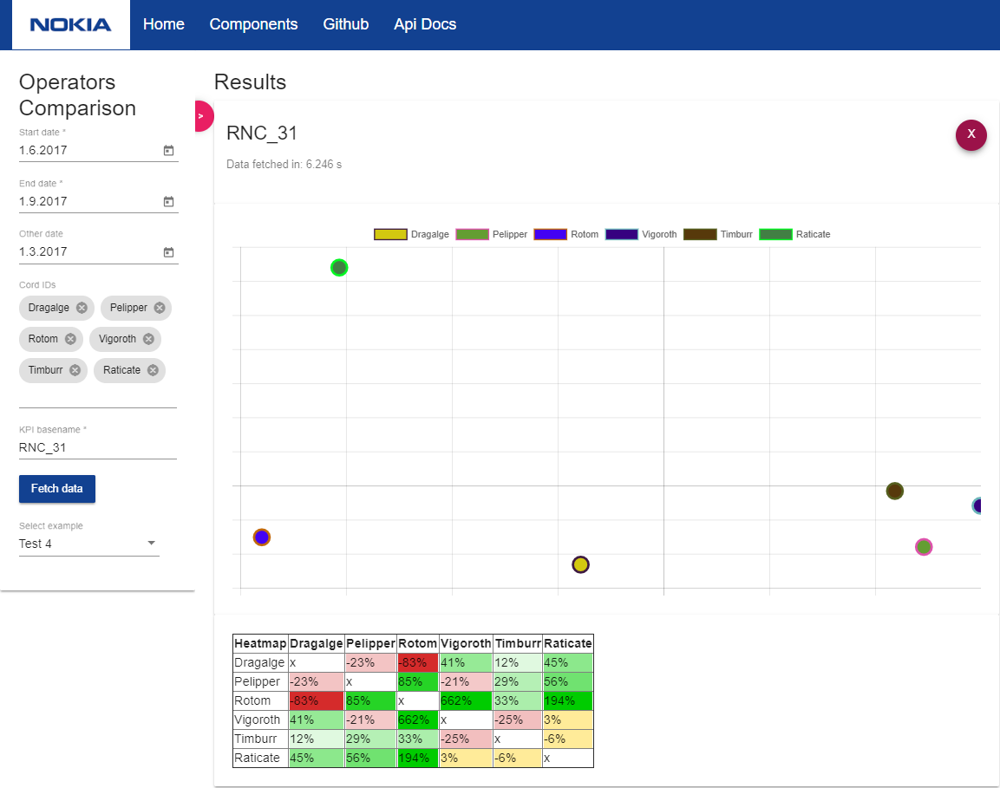 NOKIA Home Components Github Api Docs
Operators
Comparison
Start date *
1.6.2017
End date *
1.9.2017
Other date
1.3.2017
Cord IDs
Dragalge Pelipper
Rotom Vigoroth
Timburr Raticate
KPI basename *
RNC_31
Fetch data
Select example
Test 4
>
Results
RNC_31
X
Data fetched in: 6.246 s
Dragalge Pelipper Rotom Vigoroth Timburr Raticate
Heatmap Dragalge Pelipper Rotom Vigoroth Timburr Raticate
Dragalge x -23% -83% 41% 12% 45%
Pelipper -23% x 85% -21% 29% 56%
Rotom -83% 85% x 662% 33% 194%
Vigoroth 41% -21% 662% x -25% 3%
Timburr 12% 29% 33% -25% x -6%
Raticate 45% 56% 194% 3% -6% x